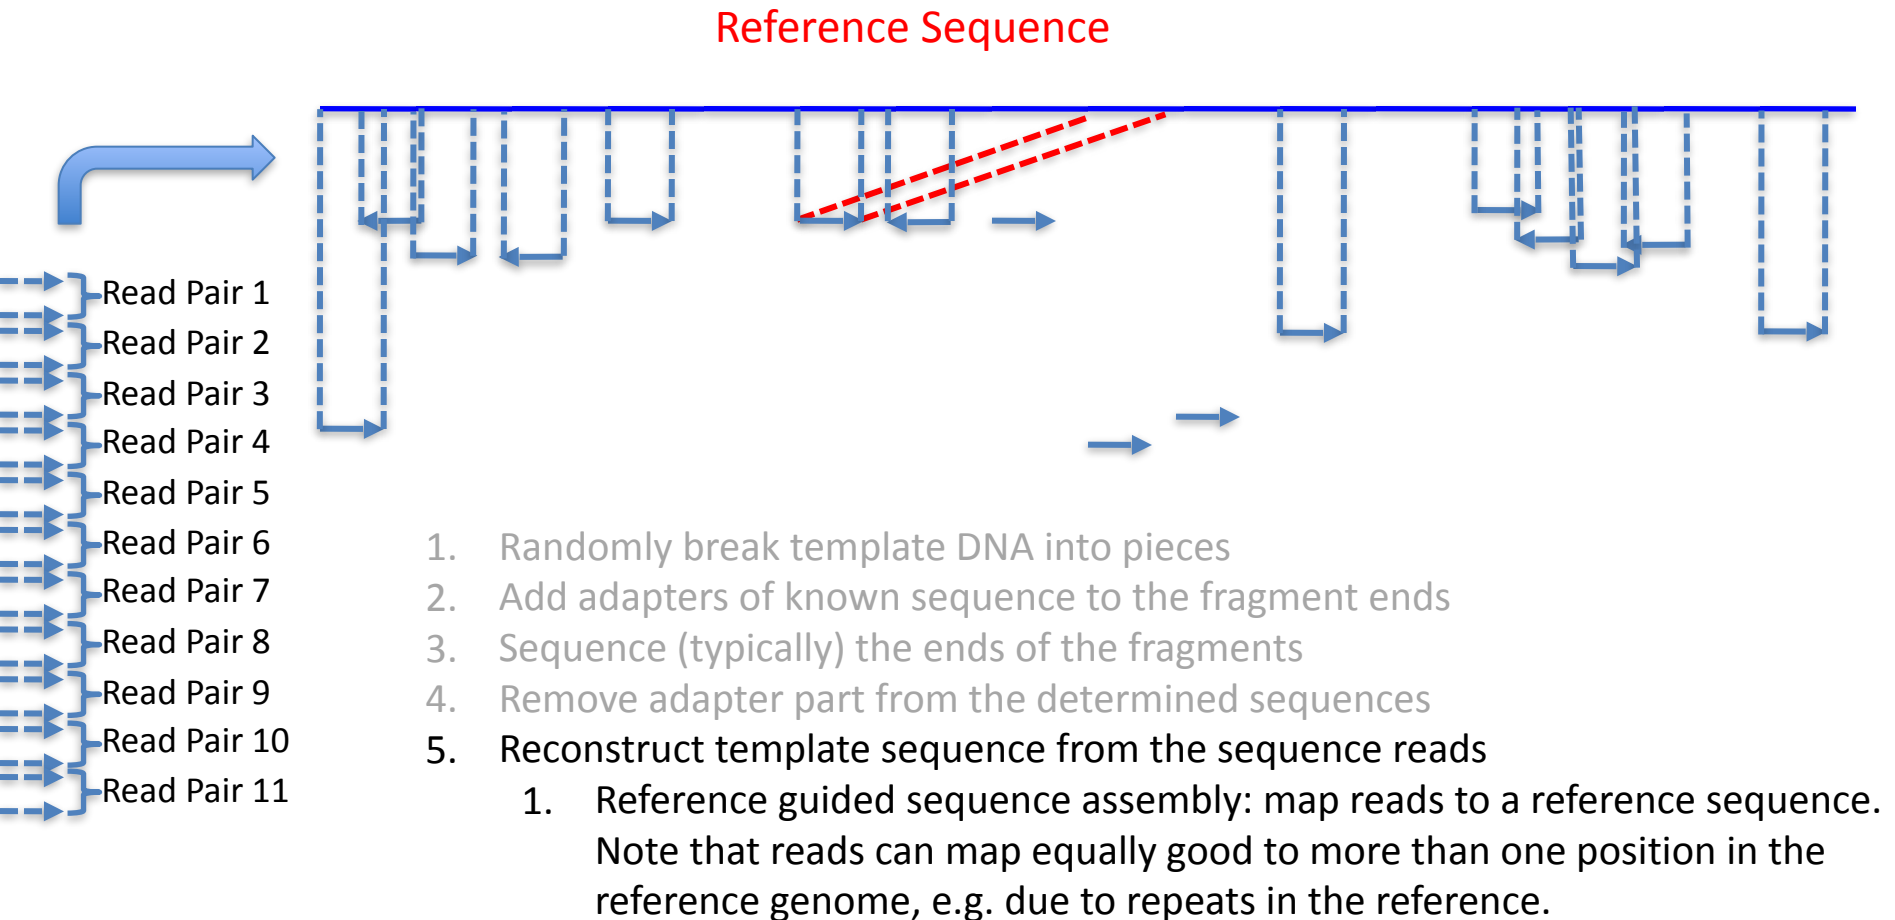 Reference Sequence
Read Pair 1
Read Pair 2
Read Pair 3
Read Pair 4
Read Pair 5
Read Pair 6
Read Pair 7
Read Pair 8
Read Pair 9
Read Pair 10
Read Pair 11
1. Randomly break template DNA into pieces
2. Add adapters of known sequence to the fragment ends
3. Sequence (typically) the ends of the fragments
4. Remove adapter part from the determined sequences
5. Reconstruct template sequence from the sequence reads
1. Reference guided sequence assembly: map reads to a reference sequence.
Note that reads can map equally good to more than one position in the
reference genome, e.g. due to repeats in the reference.